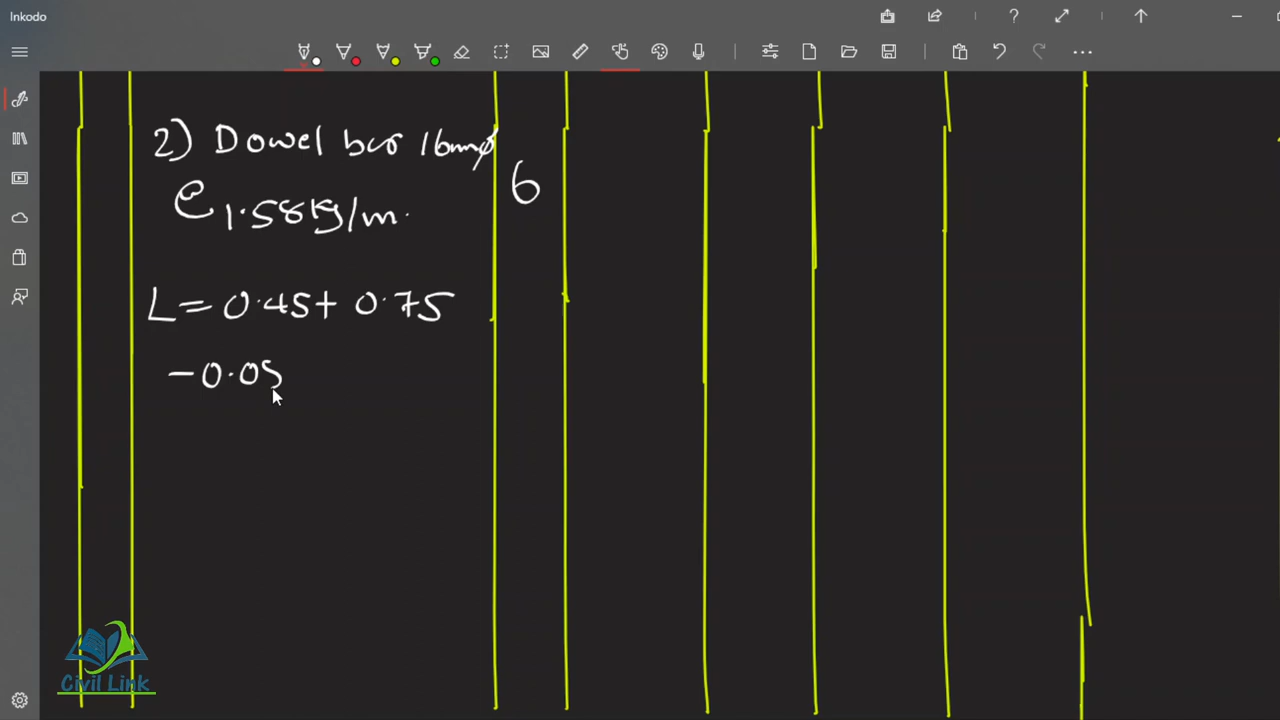 Inkodo
2) Dowel bar 16mmø
6
@ 1.58Kg/m.
L = 0.45 + 0.75
- 0.05
Civil Link